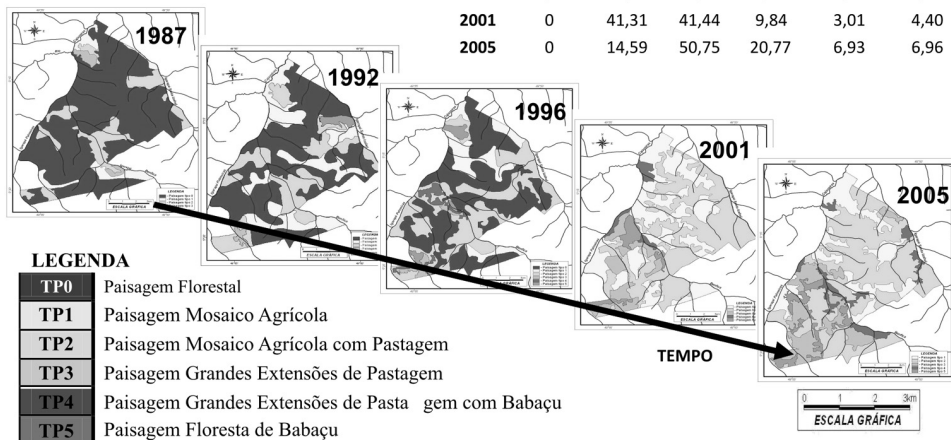 2001 0 41,31 41,44 9,84 3,01 4,40
2005 0 14,59 50,75 20,77 6,93 6,96
1987
1992
1996
2001
2005
LEGENDA
ESCALA GRÁFICA
LEGENDA
TP0 Paisagem Florestal
TP1 Paisagem Mosaico Agrícola
TP2 Paisagem Mosaico Agrícola com Pastagem
TP3 Paisagem Grandes Extensões de Pastagem
TP4 Paisagem Grandes Extensões de Pasta gem com Babaçu
TP5 Paisagem Floresta de Babaçu
TEMPO
0 1 2 3km
ESCALA GRÁFICA